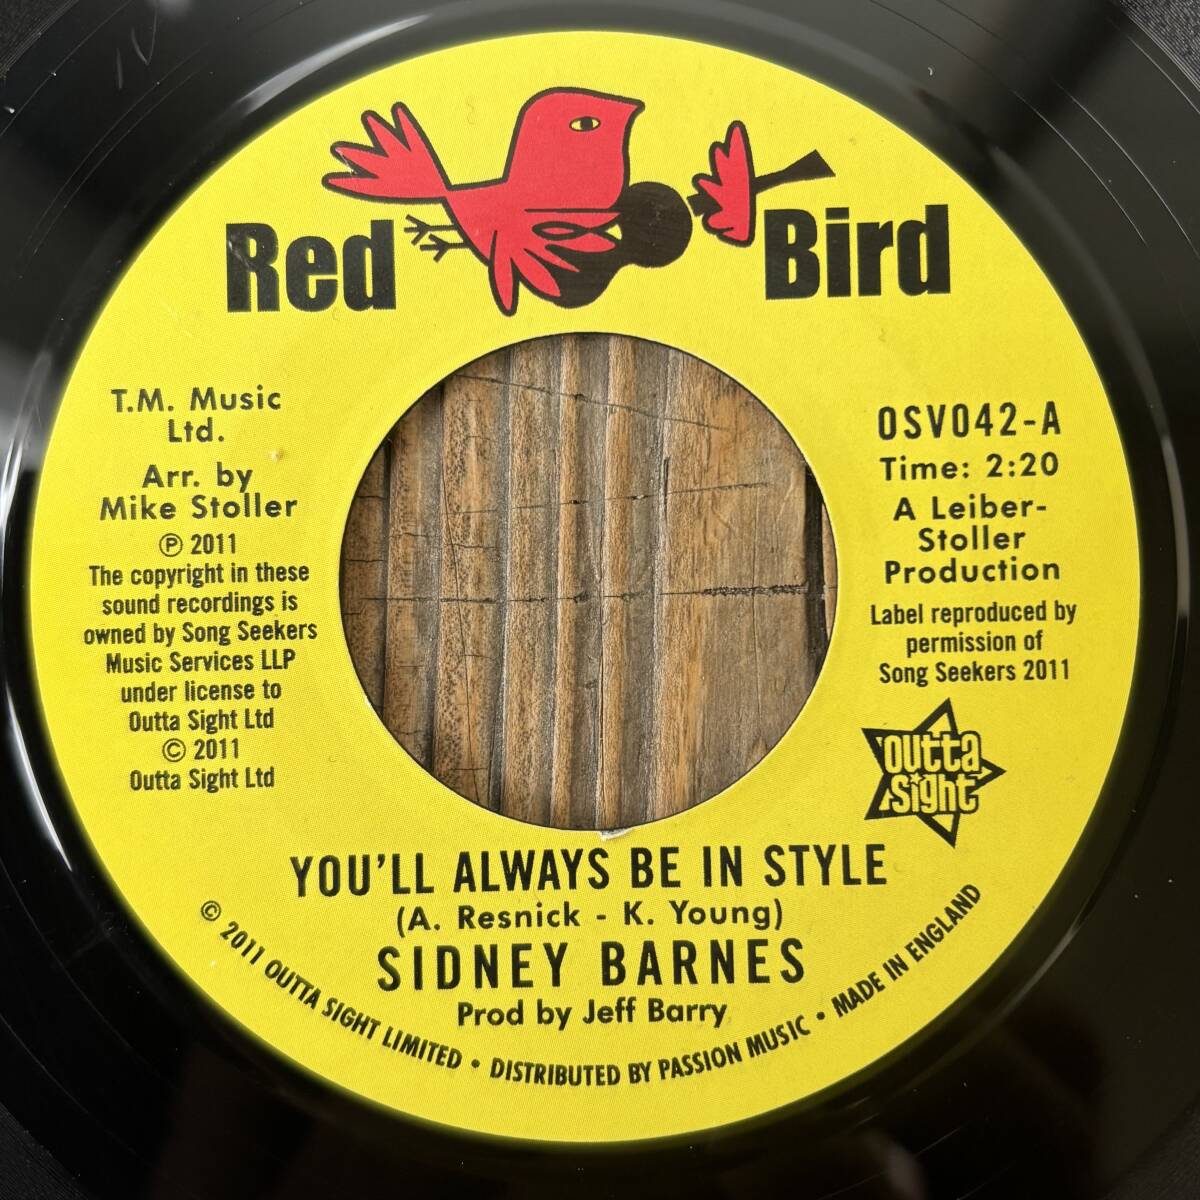 Red Bird
T.M. Music
Ltd.
Arr. by
Mike Stoller
℗ 2011
The copyright in these
sound recordings is
owned by Song Seekers
Music Services LLP
under license to
Outta Sight Ltd
© 2011
Outta Sight Ltd
OSV042-A
Time: 2:20
A Leiber-
Stoller
Production
Label reproduced by
permission of
Song Seekers 2011
Outta
Sight
YOU'LL ALWAYS BE IN STYLE
(A. Resnick - K. Young)
SIDNEY BARNES
Prod by Jeff Barry
© 2011 OUTTA SIGHT LIMITED • DISTRIBUTED BY PASSION MUSIC • MADE IN ENGLAND